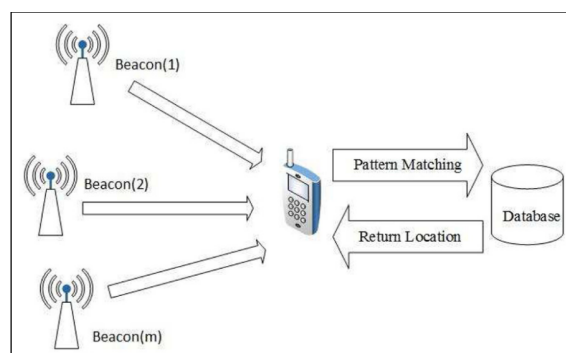 Beacon(1)
Pattern Matching
Beacon(2)
Database
Return Location
Beacon(m)